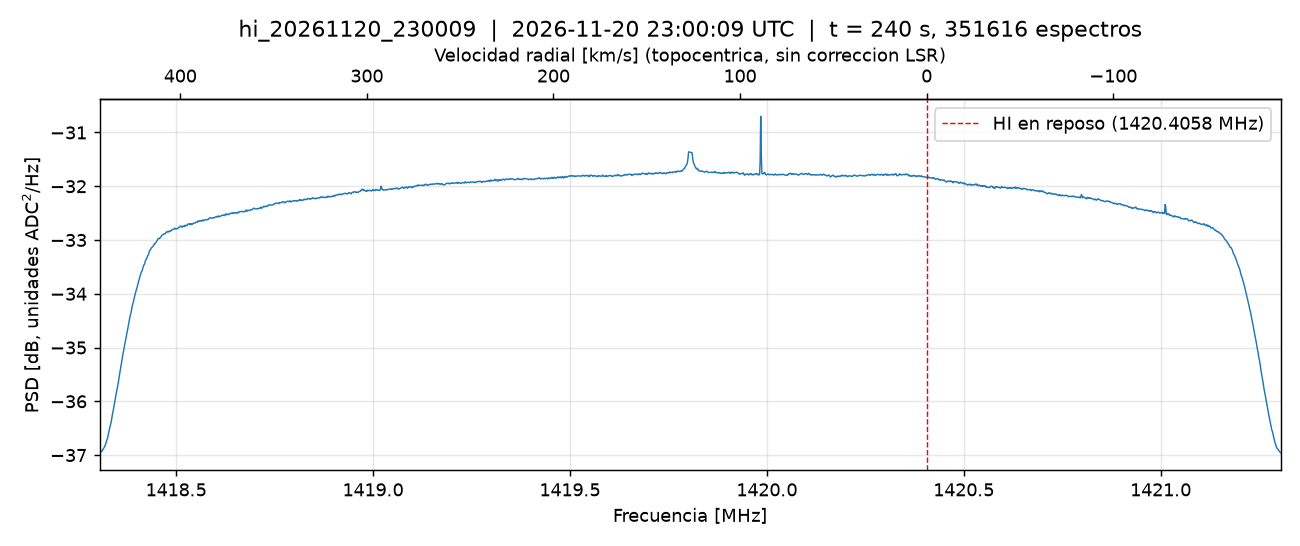 hi_20261120_230009 | 2026-11-20 23:00:09 UTC | t = 240 s, 351616 espectros
Velocidad radial [km/s] (topocentrica, sin correccion LSR)
400 300 200 100 0 −100
HI en reposo (1420.4058 MHz)
PSD [dB, unidades ADC²/Hz]
−31
−32
−33
−34
−35
−36
−37
1418.5 1419.0 1419.5 1420.0 1420.5 1421.0
Frecuencia [MHz]